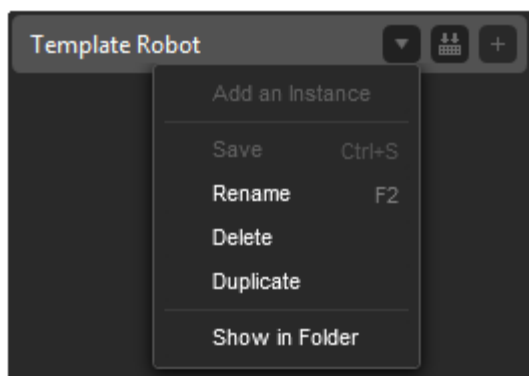 Template Robot
Add an Instance
Save Ctrl+S
Rename F2
Delete
Duplicate
Show in Folder